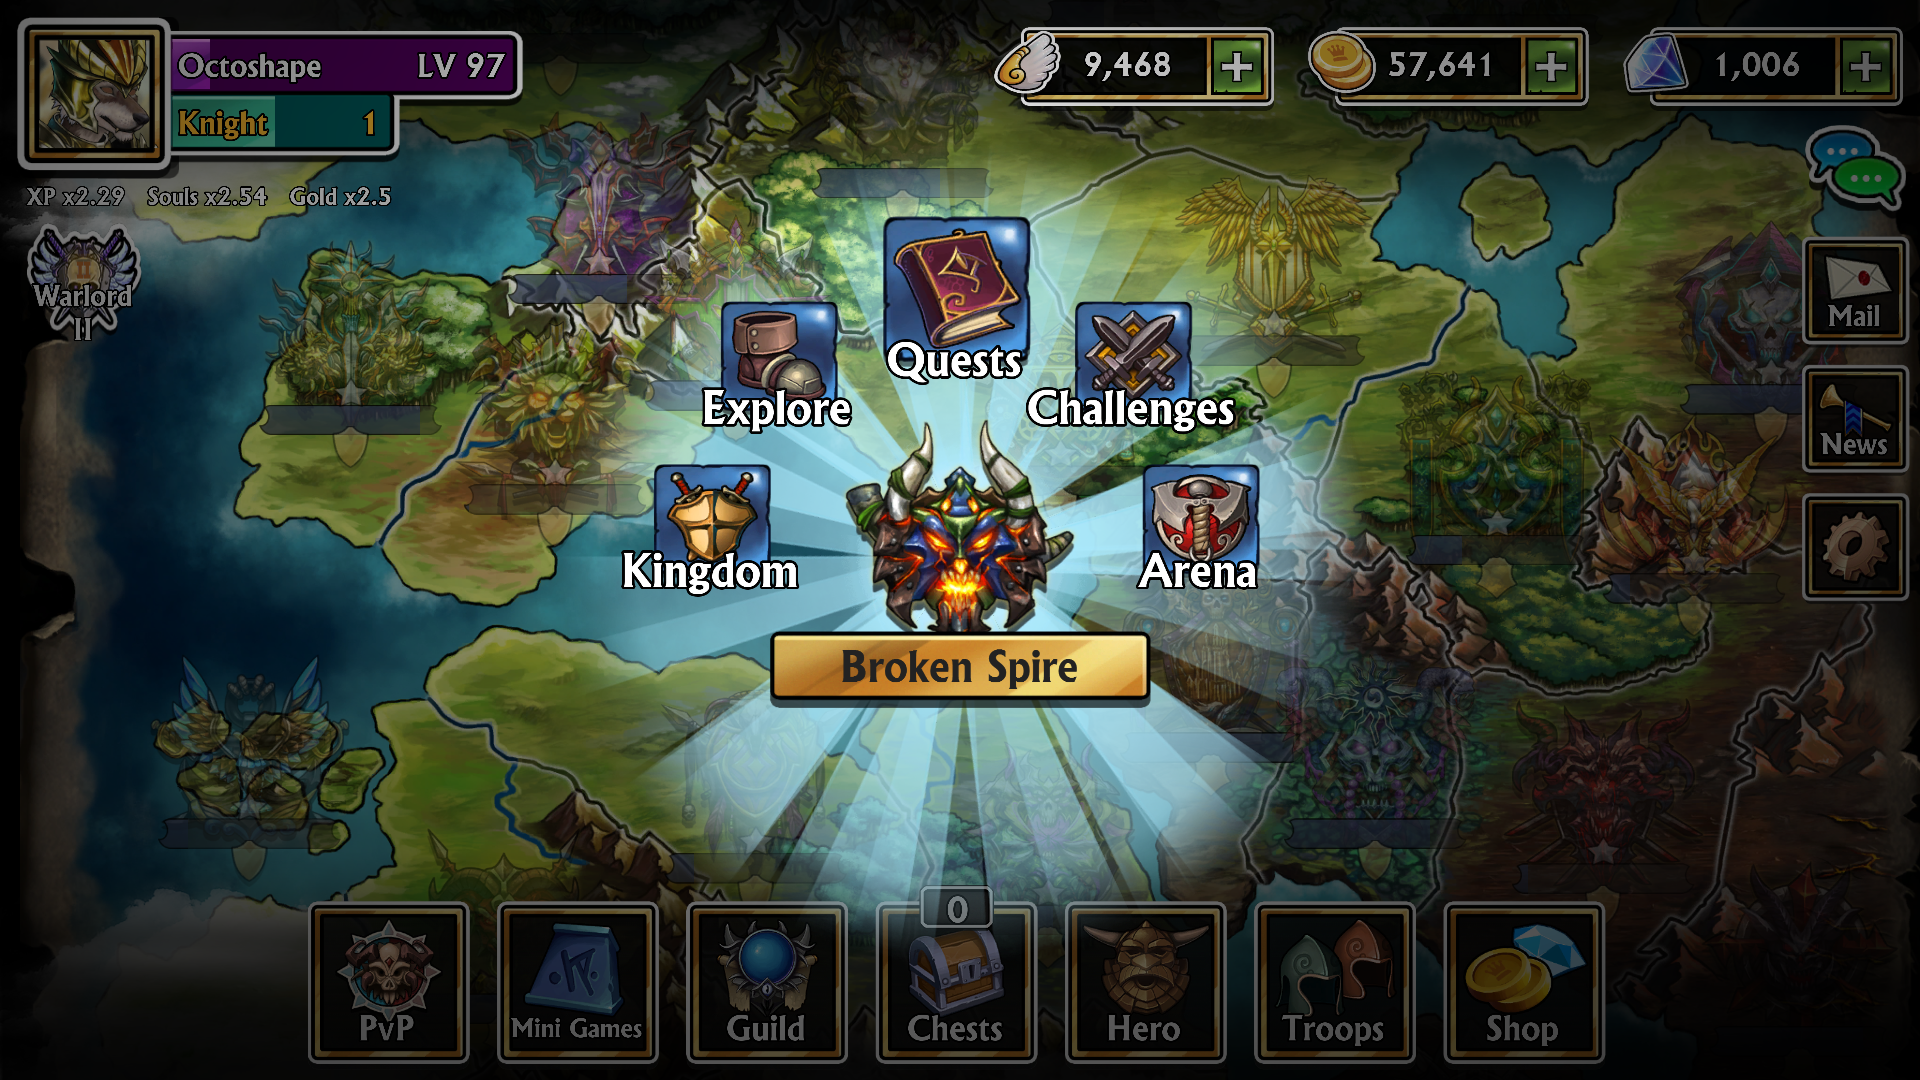 Octoshape LV 97
Knight 1
XP x2.29 Souls x2.54 Gold x2.5
Warlord
II
9,468
57,641
1,006
Mail
News
Quests
Explore
Challenges
Kingdom
Arena
Broken Spire
0
PvP
Mini Games
Guild
Chests
Hero
Troops
Shop